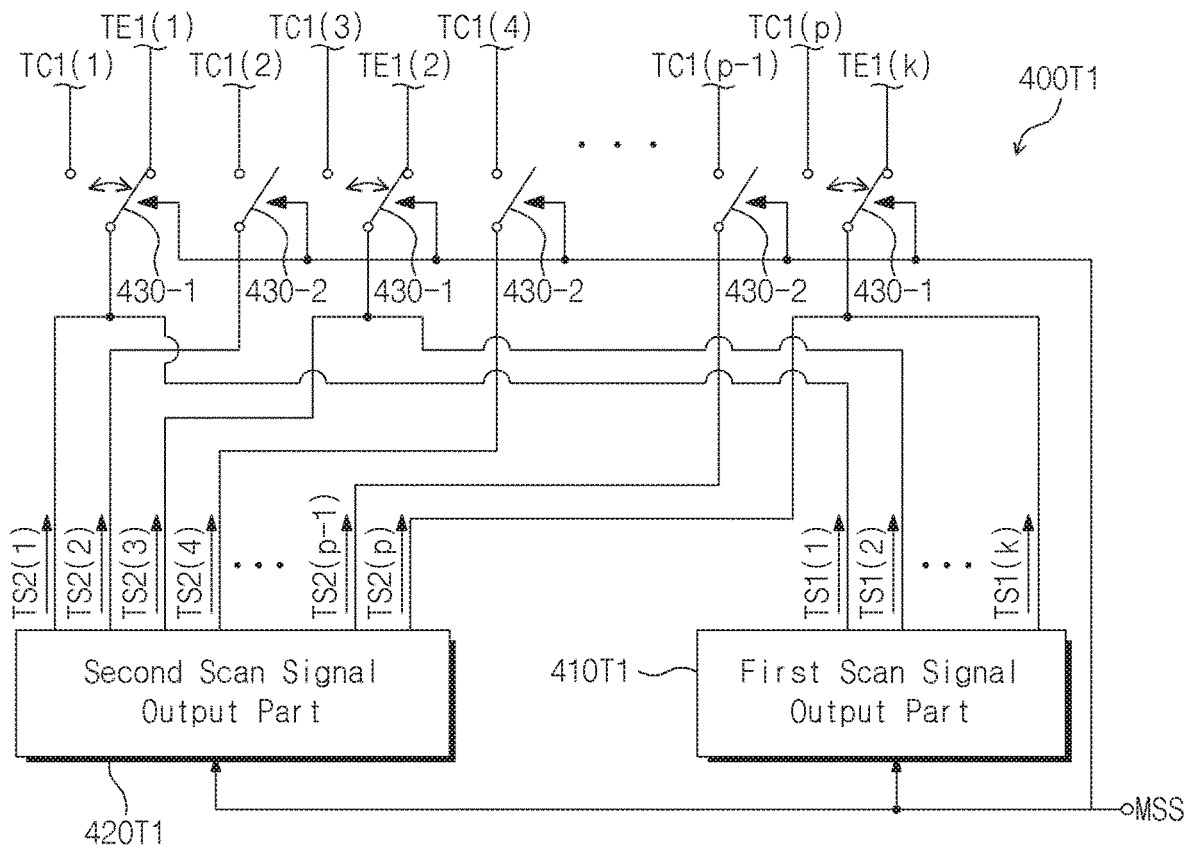 TE1(1) TC1(3) TC1(4) TC1(p)
TC1(1) TC1(2) TE1(2) TC1(p-1) TE1(k)
400T1
430-1 430-2 430-1 430-2 430-2 430-1
TS2(1) TS2(2) TS2(3) TS2(4) TS2(p-1) TS2(p) TS1(1) TS1(2) TS1(k)
Second Scan Signal
Output Part
410T1
First Scan Signal
Output Part
420T1
MSS